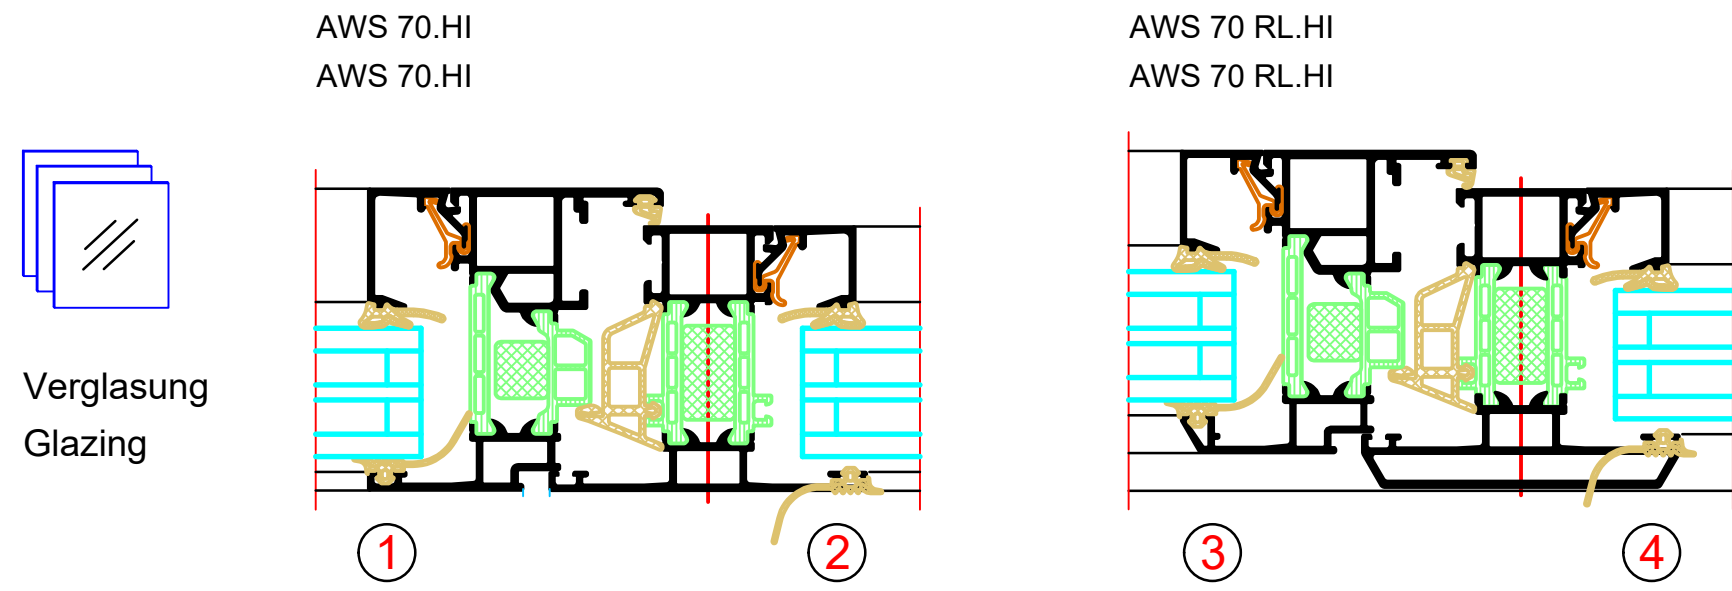 AWS 70.HI
AWS 70.HI
AWS 70 RL.HI
AWS 70 RL.HI
Verglasung
Glazing
1
2
3
4